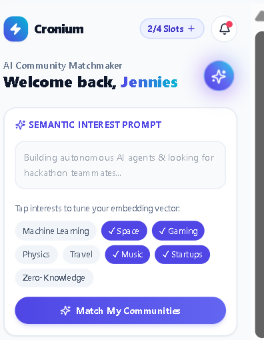 Cronium
2/4 Slots +
AI Community Matchmaker
Welcome back, Jennies
SEMANTIC INTEREST PROMPT
Building autonomous AI agents & looking for
hackathon teammates...
Tap interests to tune your embedding vector:
Machine Learning ✓ Space ✓ Gaming
Physics Travel ✓ Music ✓ Startups
Zero-Knowledge
Match My Communities